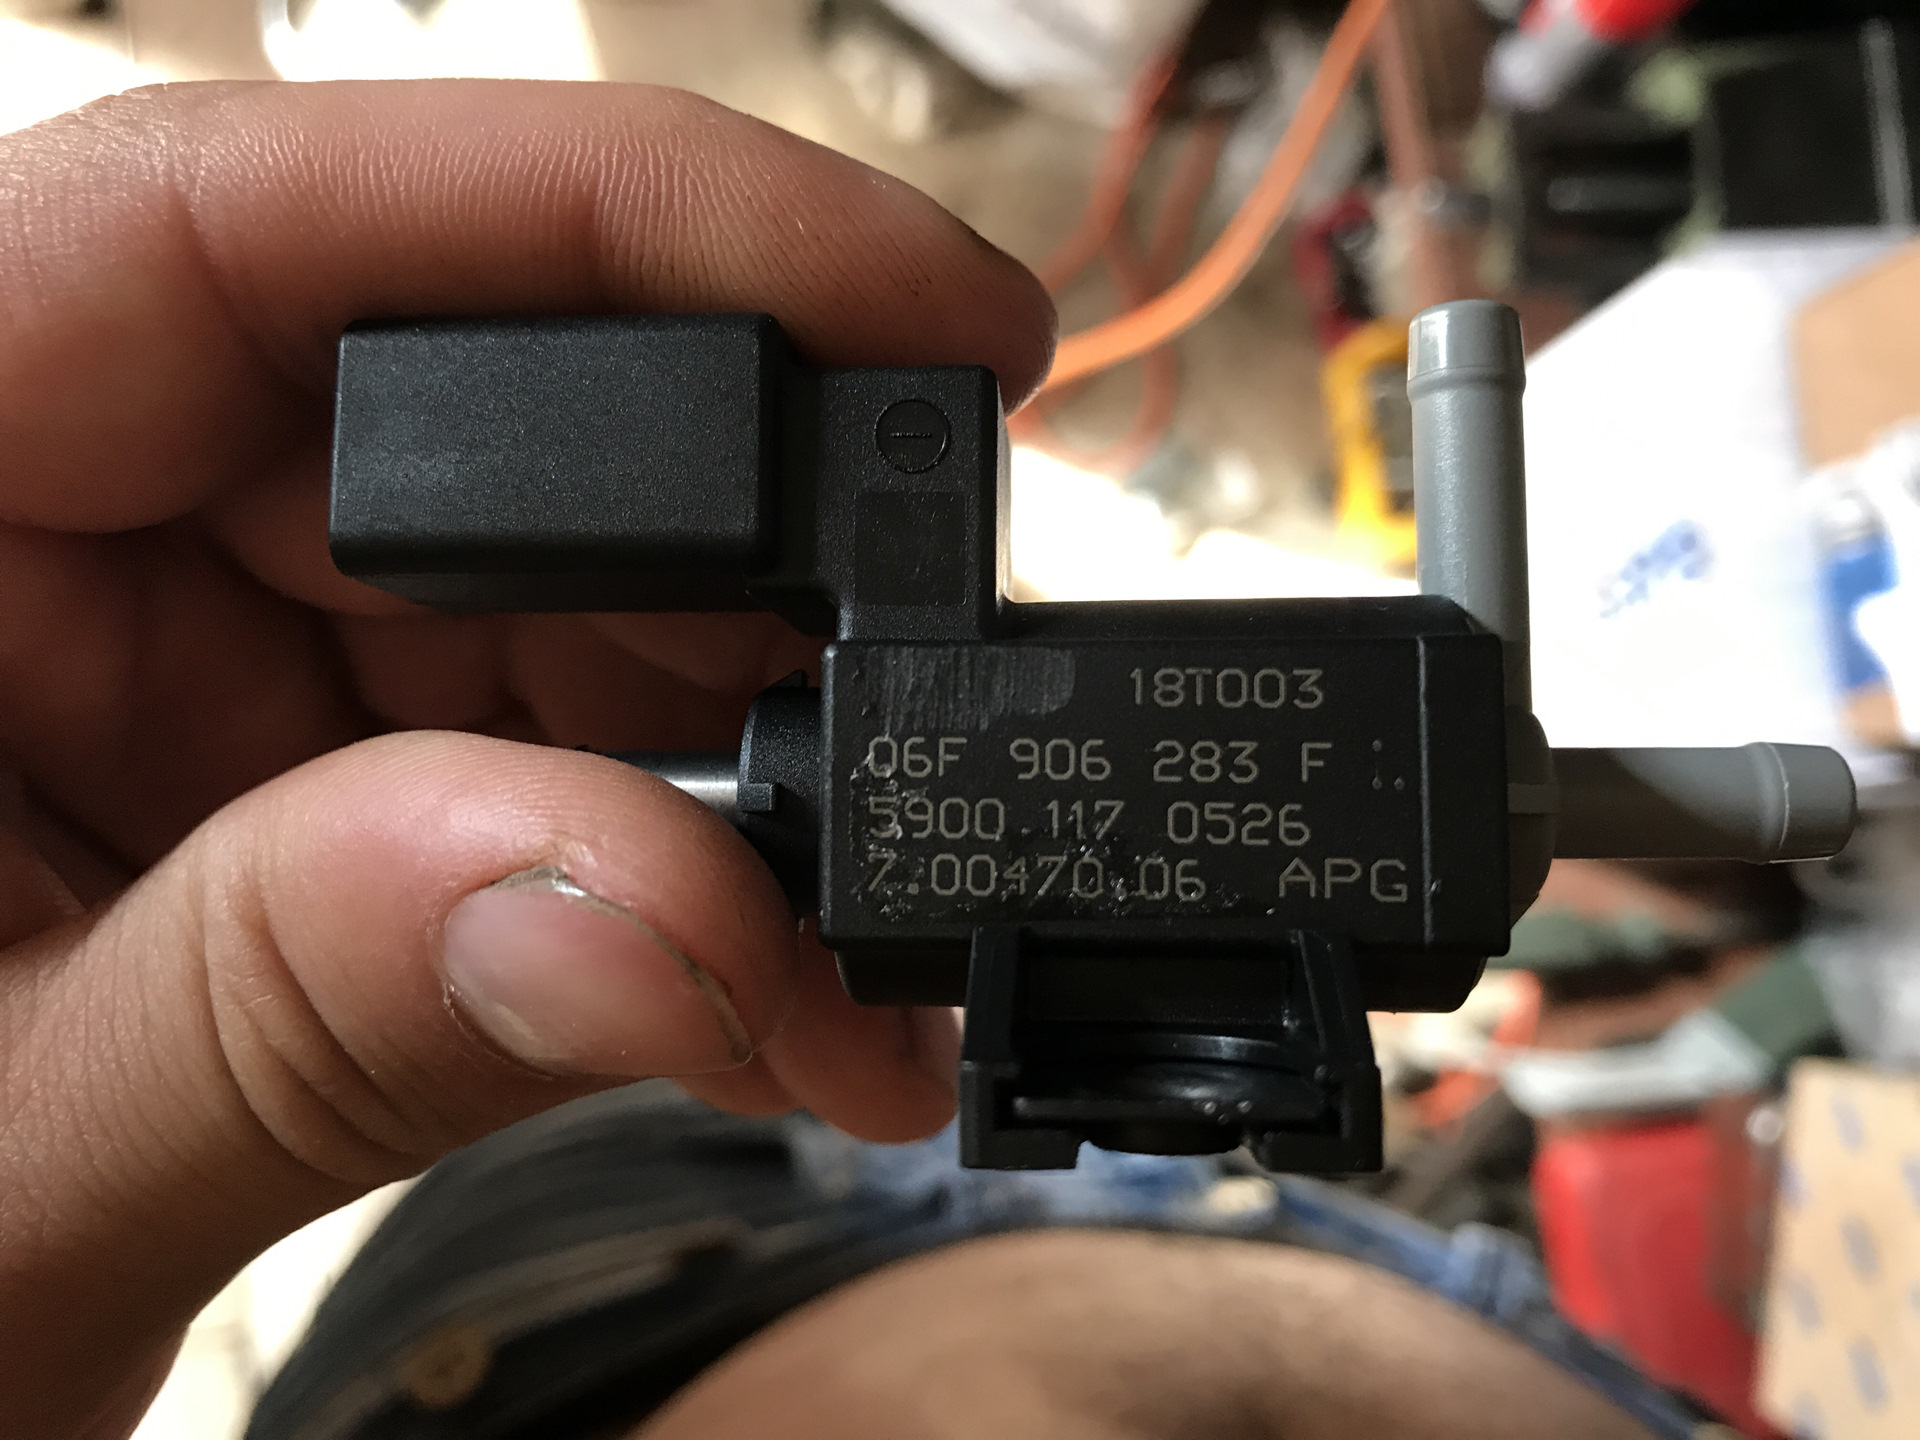 18T003
06F 906 283 F
5900 117 0526
7.00470.06 APG